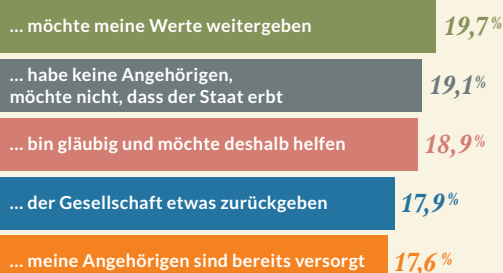 ... möchte meine Werte weitergeben 19,7%
... habe keine Angehörigen,
möchte nicht, dass der Staat erbt 19,1%
... bin gläubig und möchte deshalb helfen 18,9%
... der Gesellschaft etwas zurückgeben 17,9%
... meine Angehörigen sind bereits versorgt 17,6%